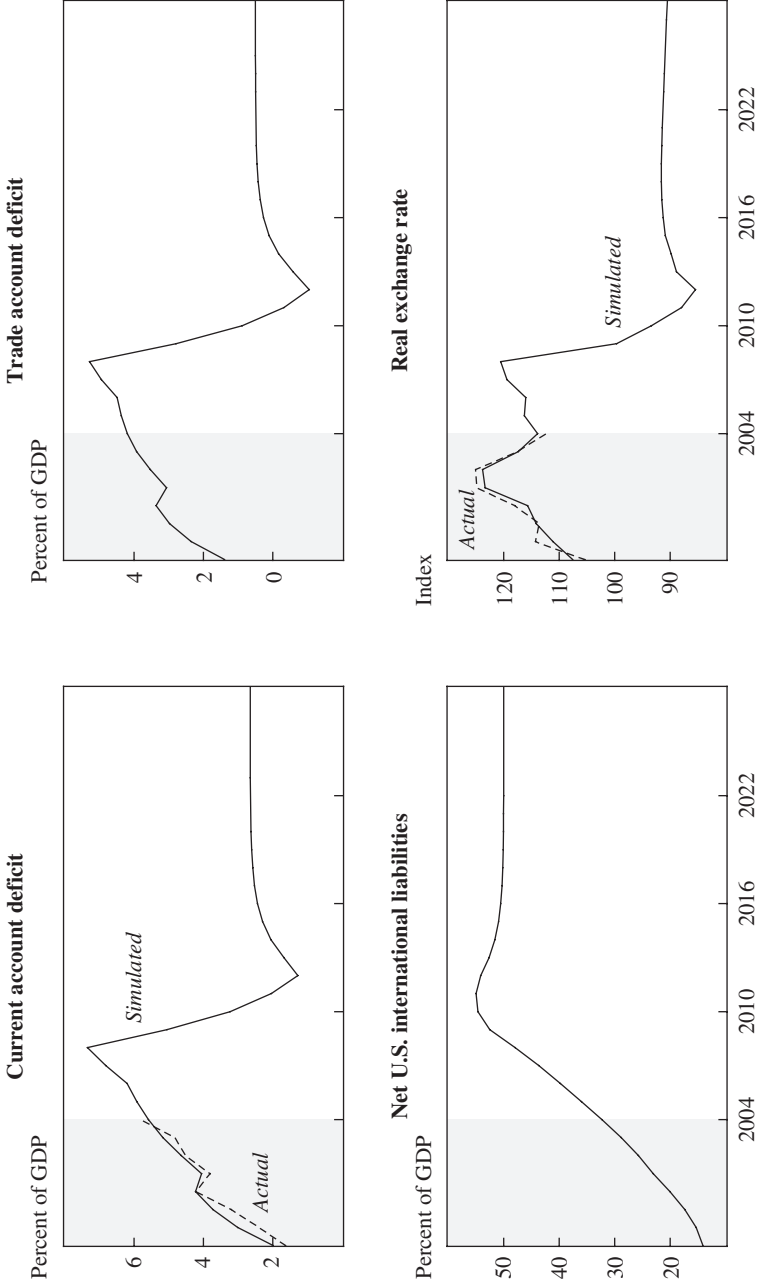 Current account deficit
Percent of GDP
6
4
2
Simulated
Actual
Trade account deficit
Percent of GDP
4
2
0
Net U.S. international liabilities
Percent of GDP
50
40
30
20
2004
2010
2016
2022
Real exchange rate
Index
120
110
100
90
Actual
Simulated
2004
2010
2016
2022